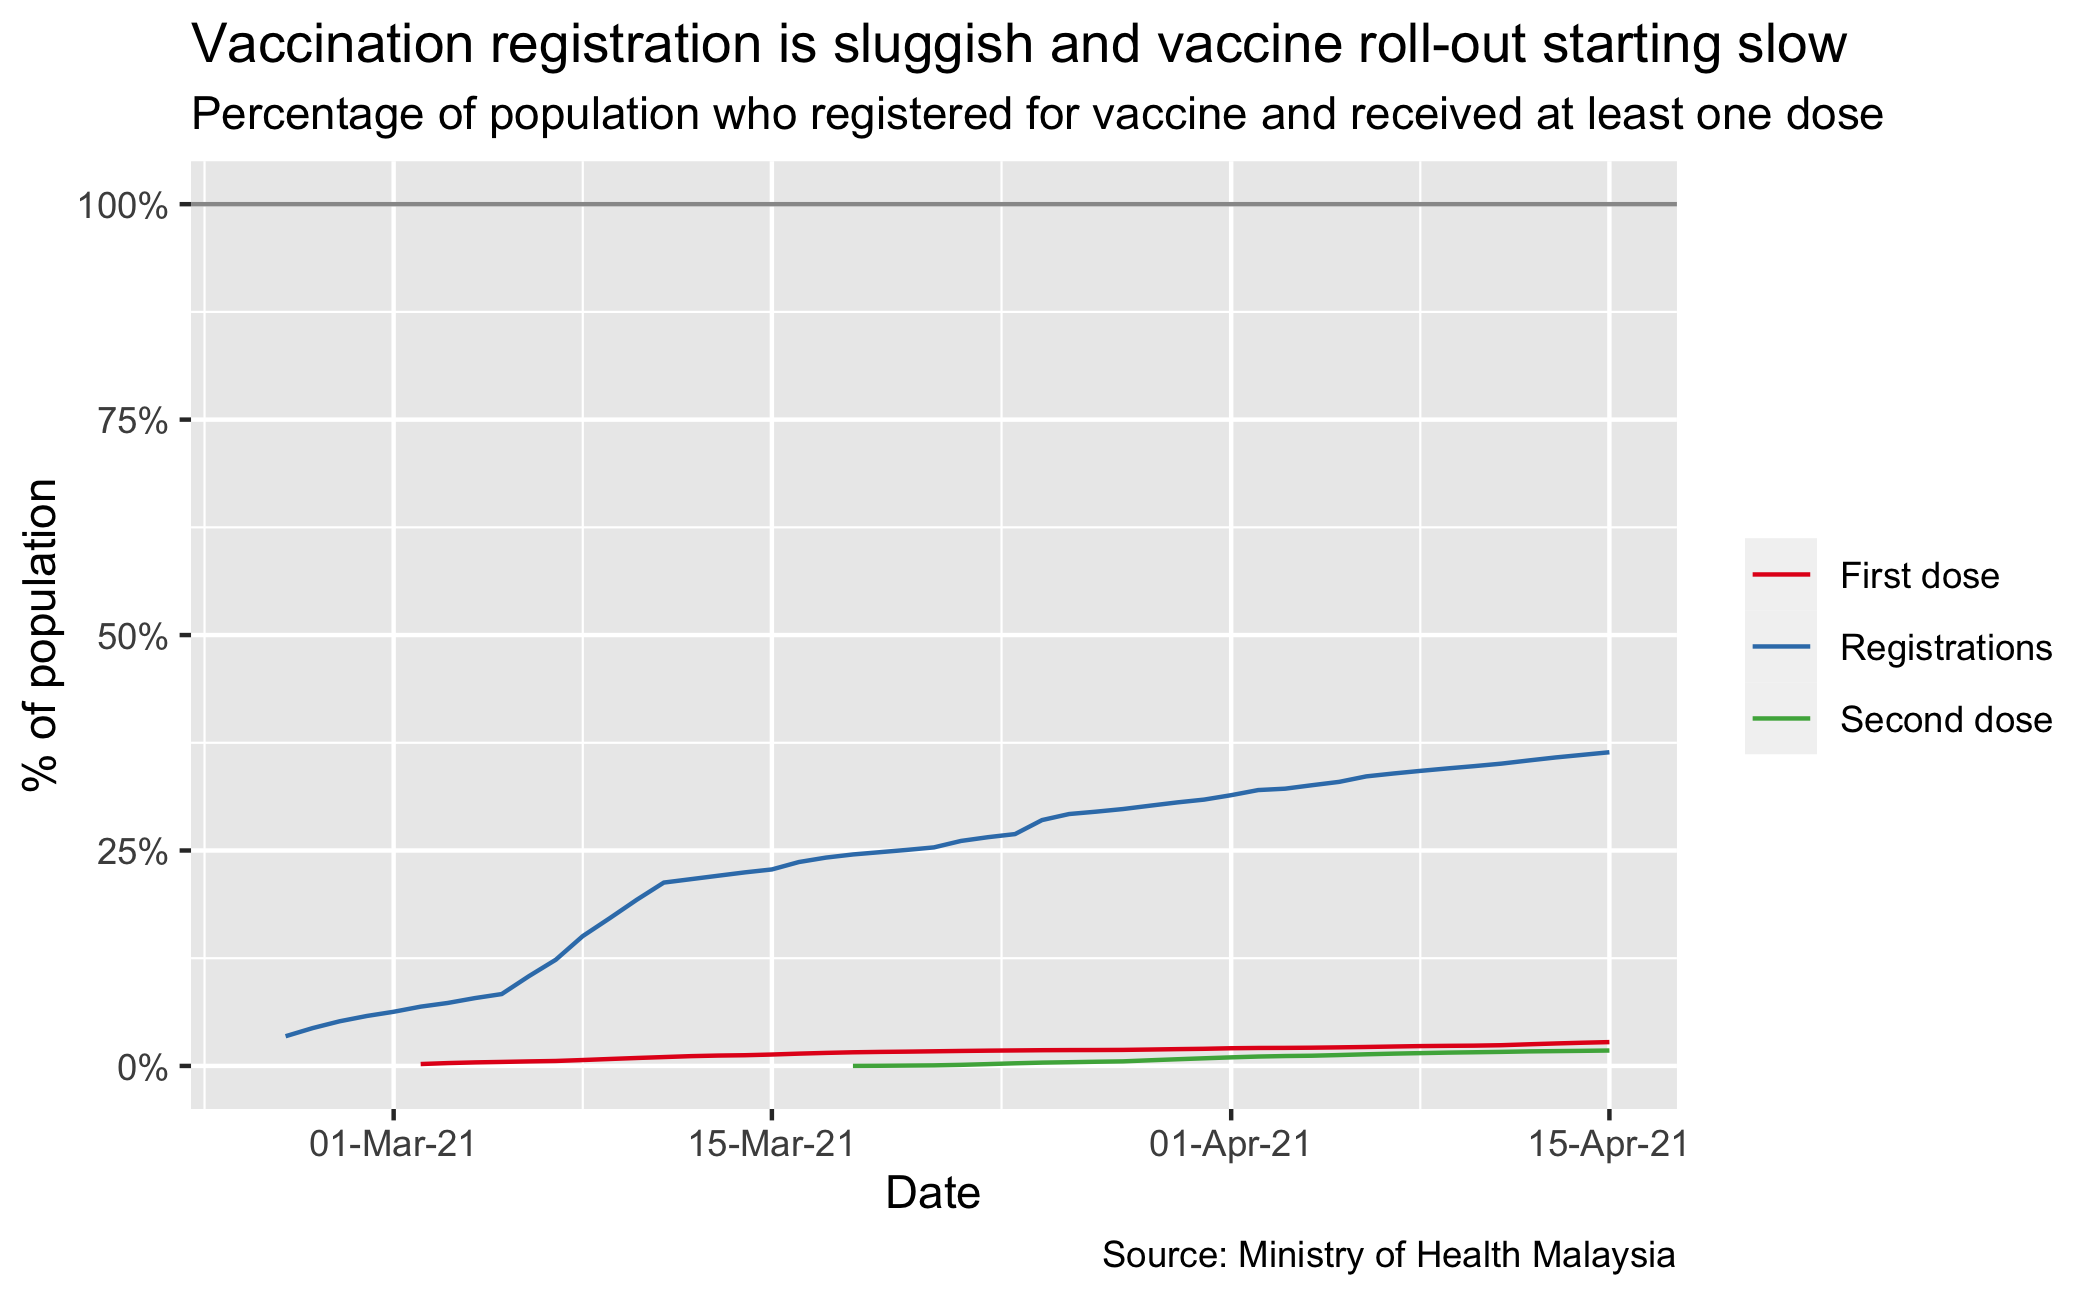 Vaccination registration is sluggish and vaccine roll-out starting slow
Percentage of population who registered for vaccine and received at least one dose
100%
75%
50%
25%
0%
% of population
01-Mar-21
15-Mar-21
01-Apr-21
15-Apr-21
Date
First dose
Registrations
Second dose
Source: Ministry of Health Malaysia